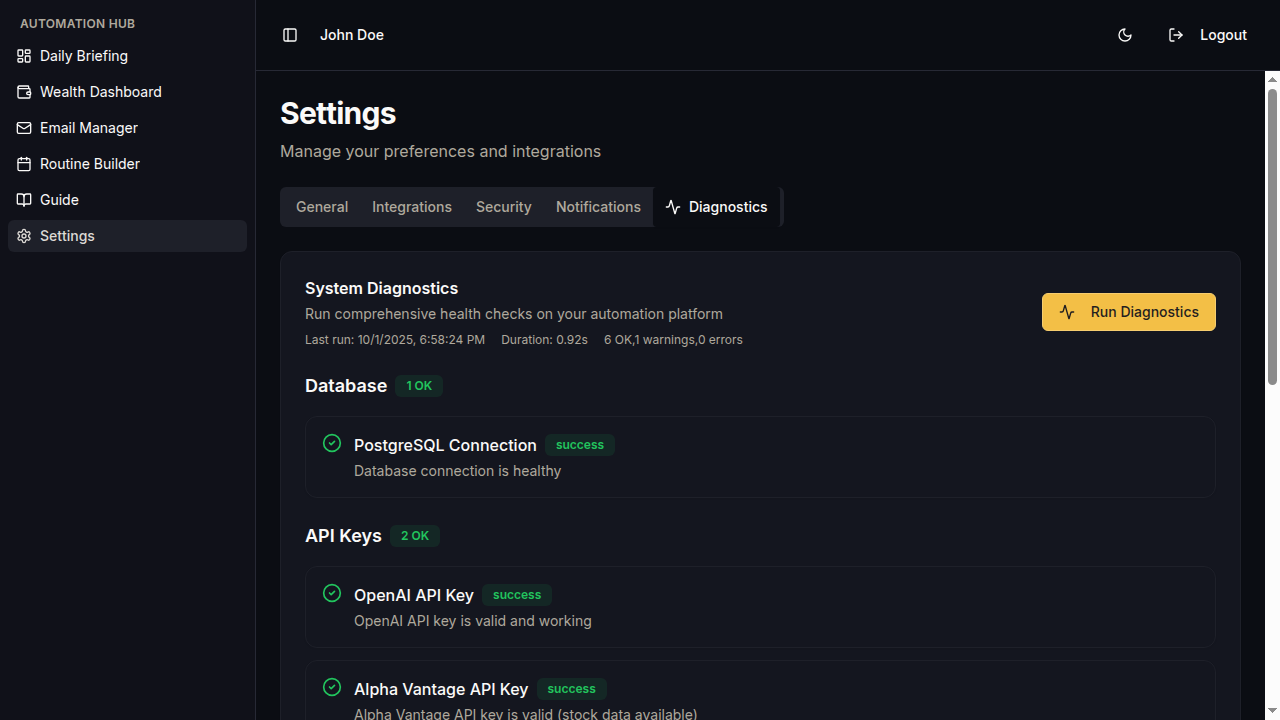 AUTOMATION HUB
Daily Briefing
Wealth Dashboard
Email Manager
Routine Builder
Guide
Settings
John Doe
Logout
Settings
Manage your preferences and integrations
General Integrations Security Notifications Diagnostics
System Diagnostics
Run comprehensive health checks on your automation platform
Last run: 10/1/2025, 6:58:24 PM Duration: 0.92s 6 OK,1 warnings,0 errors
Run Diagnostics
Database 1 OK
PostgreSQL Connection success
Database connection is healthy
API Keys 2 OK
OpenAI API Key success
OpenAI API key is valid and working
Alpha Vantage API Key success
Alpha Vantage API key is valid (stock data available)